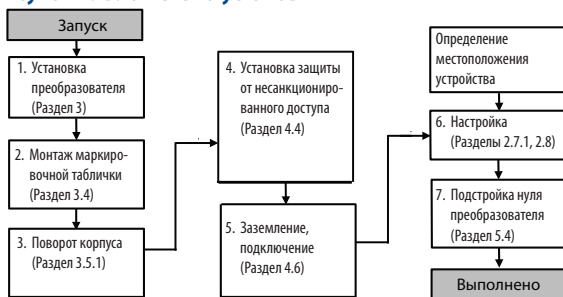 Запуск
1. Установка
преобразователя
(Раздел 3)
2. Монтаж маркиро-
вочной таблички
(Раздел 3.4)
3. Поворот корпуса
(Раздел 3.5.1)
4. Установка защиты
от несанкциониро-
ванного доступа
(Раздел 4.4)
5. Заземление,
подключение
(Раздел 4.6)
Определение
местоположения
устройства
6. Настройка
(Разделы 2.7.1, 2.8)
7. Подстройка нуля
преобразователя
(Раздел 5.4)
Выполнено